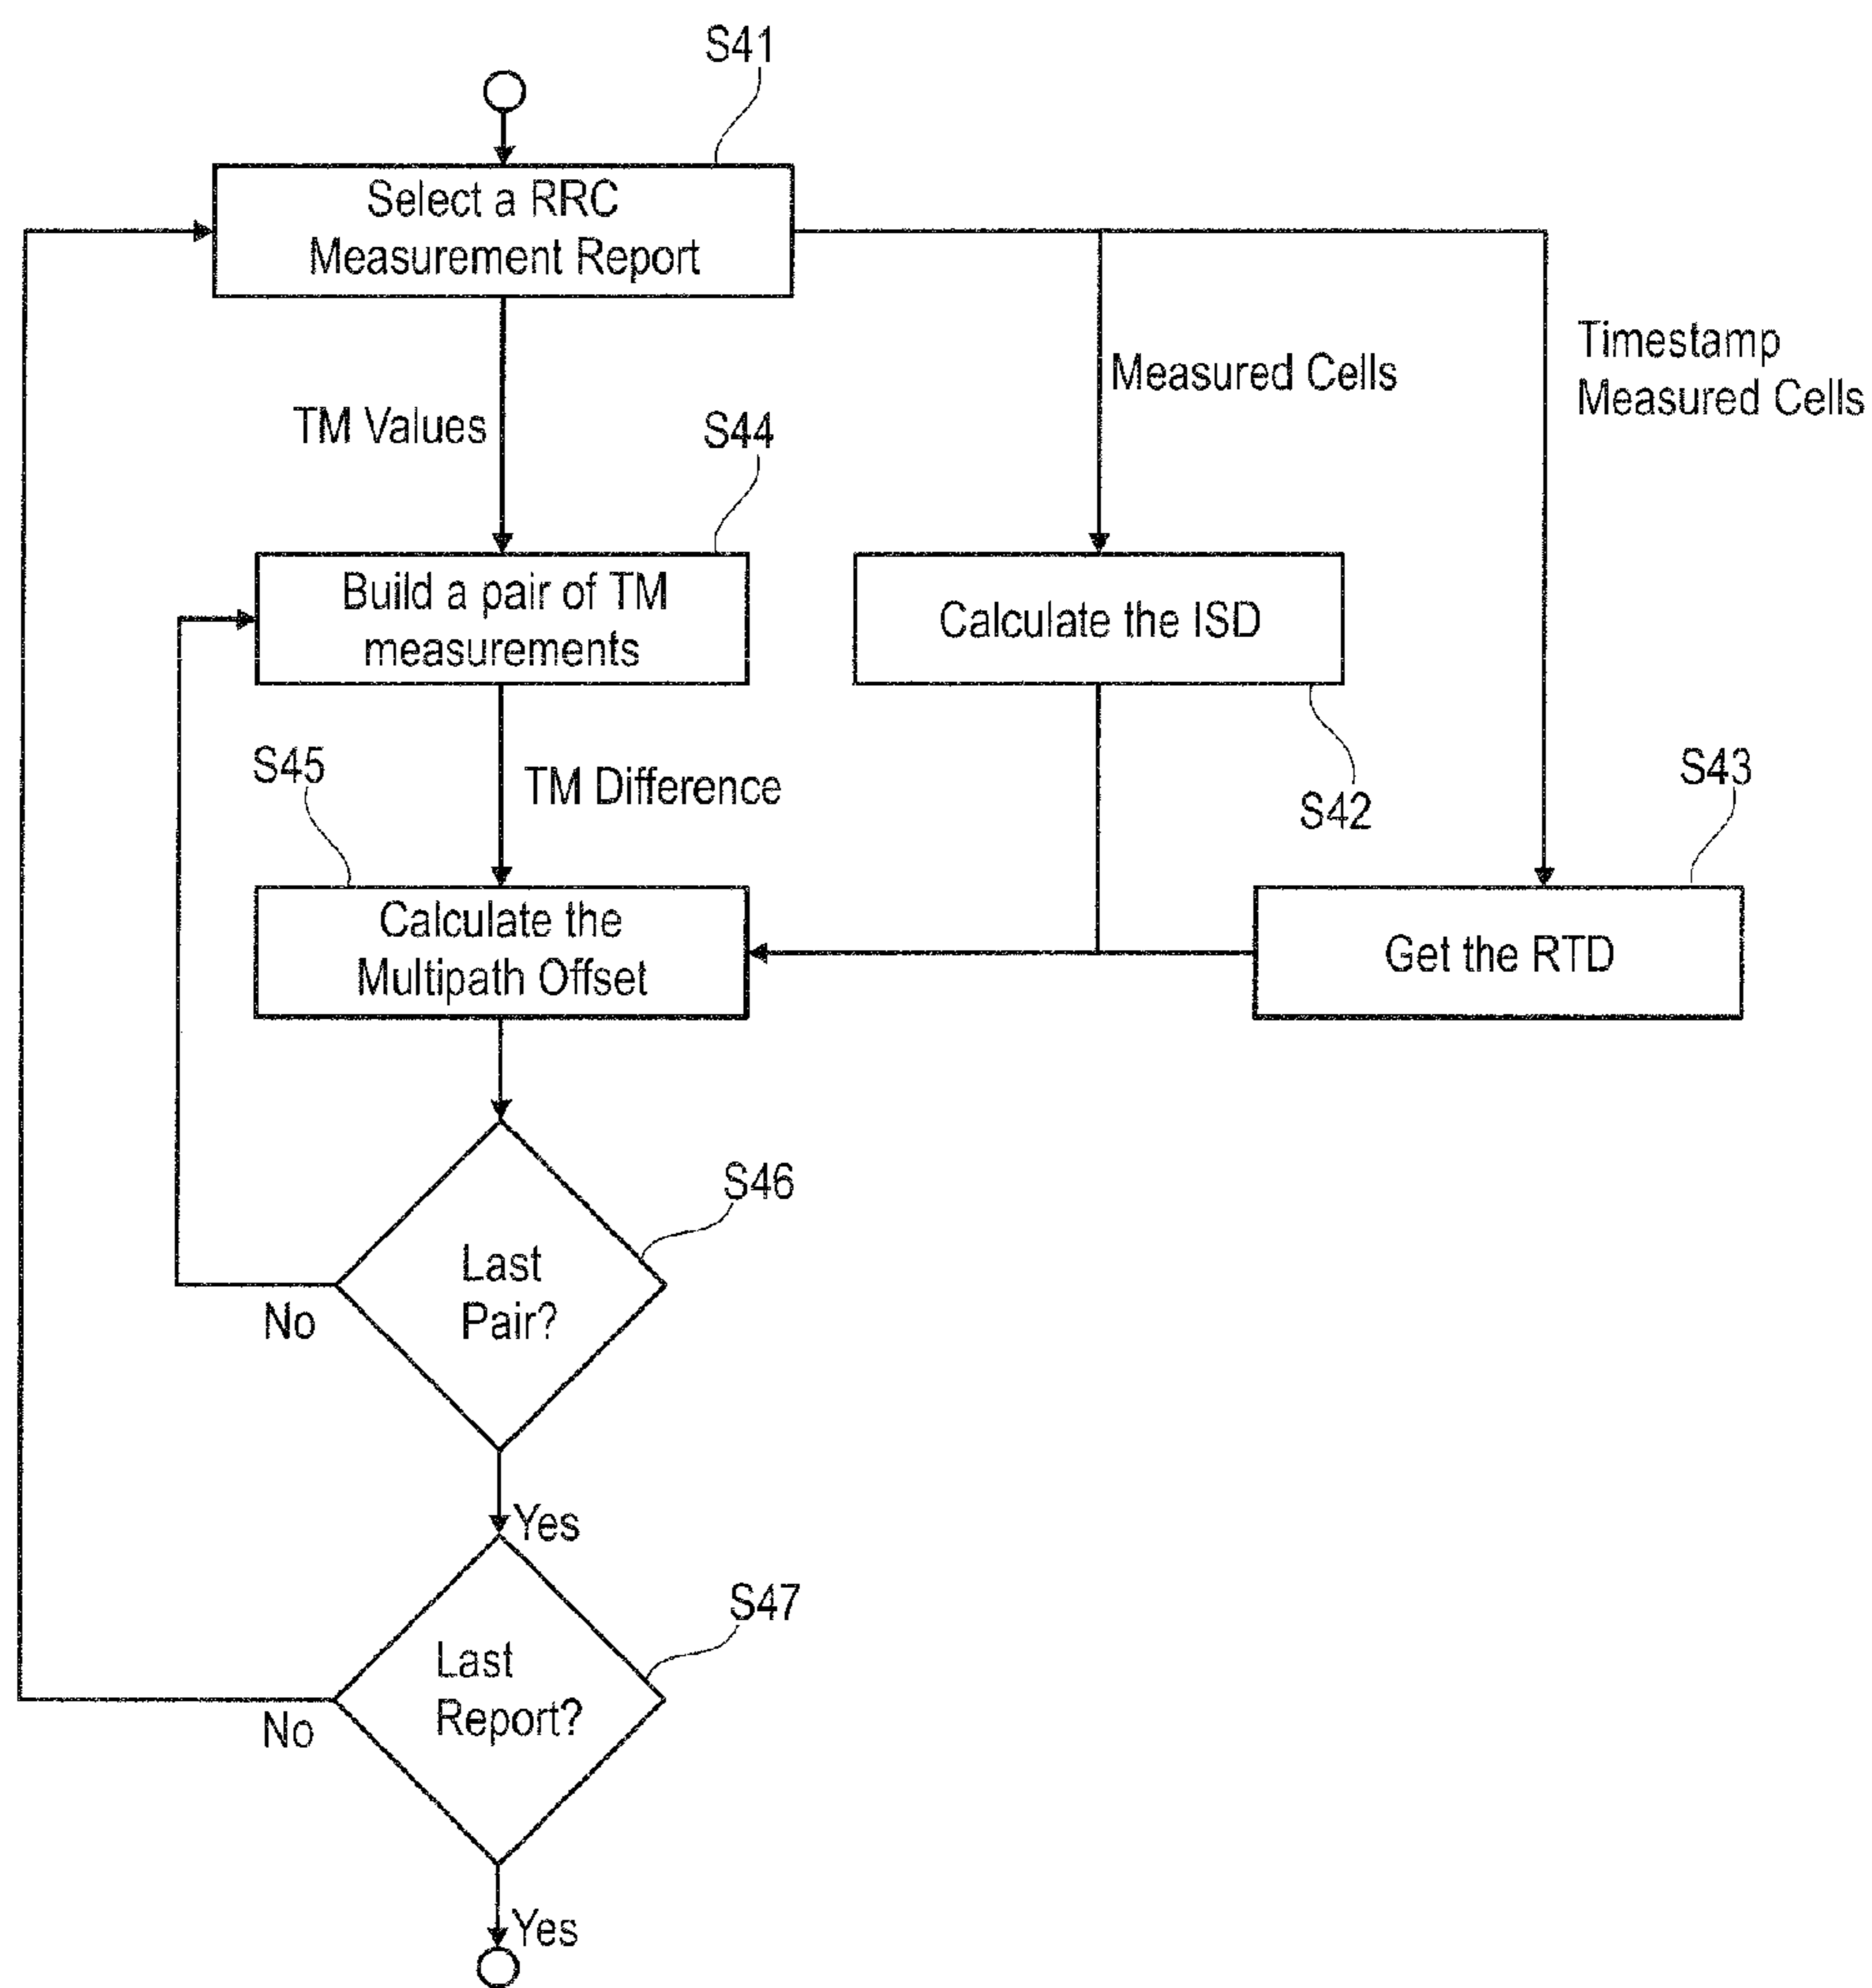 S41
Select a RRC
Measurement Report
Timestamp
Measured Cells
Measured Cells
TM Values
S44
Build a pair of TM
measurements
Calculate the ISD
S45
TM Difference
S42
S43
Calculate the
Multipath Offset
Get the RTD
S46
Last
Pair?
No
Yes
S47
Last
Report?
No
Yes